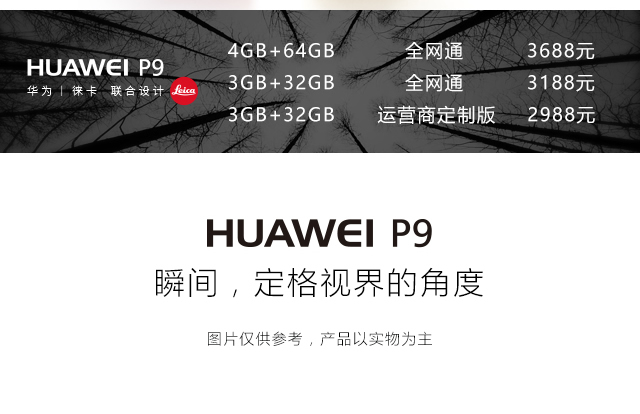 HUAWEI P9
华为 | 徕卡 联合设计
Leica
4GB+64GB 全网通 3688元
3GB+32GB 全网通 3188元
3GB+32GB 运营商定制版 2988元
HUAWEI P9
瞬间，定格视界的角度
图片仅供参考，产品以实物为主